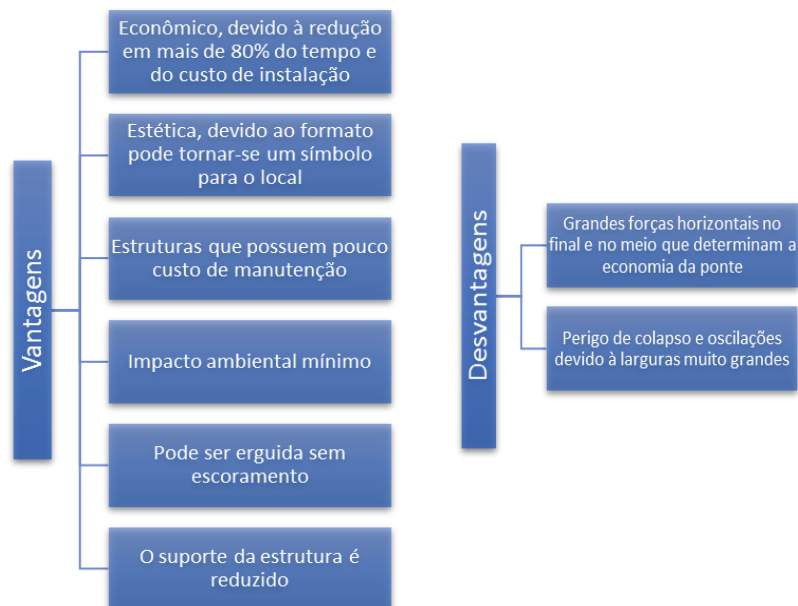 Vantagens
Econômico, devido à redução
em mais de 80% do tempo e
do custo de instalação
Estética, devido ao formato
pode tornar-se um símbolo
para o local
Estruturas que possuem pouco
custo de manutenção
Impacto ambiental mínimo
Pode ser erguida sem
escoramento
O suporte da estrutura é
reduzido
Desvantagens
Grandes forças horizontais no
final e no meio que determinam a
economia da ponte
Perigo de colapso e oscilações
devido à larguras muito grandes